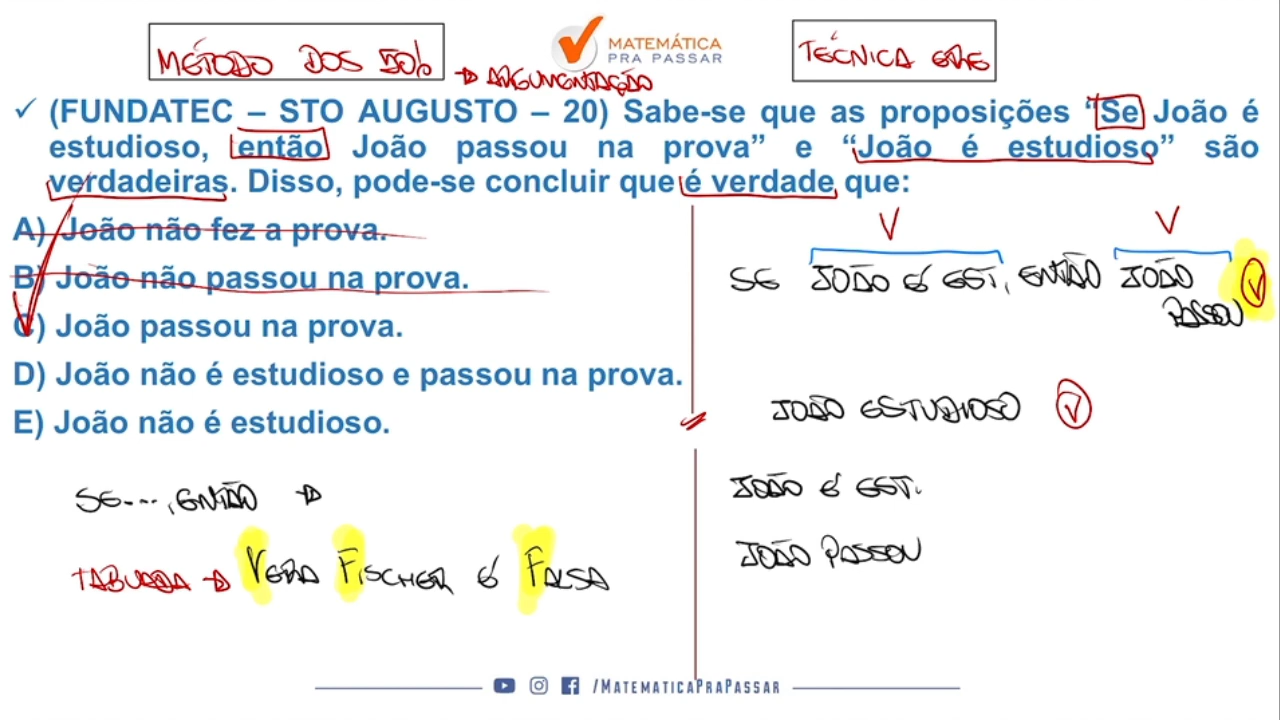 MÉTODO DOS 50%
→ ARGUMENTAÇÃO
MATEMÁTICA
PRA PASSAR
TÉCNICA
✓ (FUNDATEC – STO AUGUSTO – 20) Sabe-se que as proposições “Se João é
estudioso, então João passou na prova” e “João é estudioso” são
verdadeiras. Disso, pode-se concluir que é verdade que:
A) João não fez a prova.
B) João não passou na prova.
C) João passou na prova.
D) João não é estudioso e passou na prova.
E) João não é estudioso.
SE..., ENTÃO →
TABUADA → VERA FISCHER É FALSA
V V
SE JOÃO É EST, ENTÃO JOÃO V
PASSOU
JOÃO ESTUDIOSO V
JOÃO É EST.
JOÃO PASSOU
/MATEMATICAPRAPASSAR